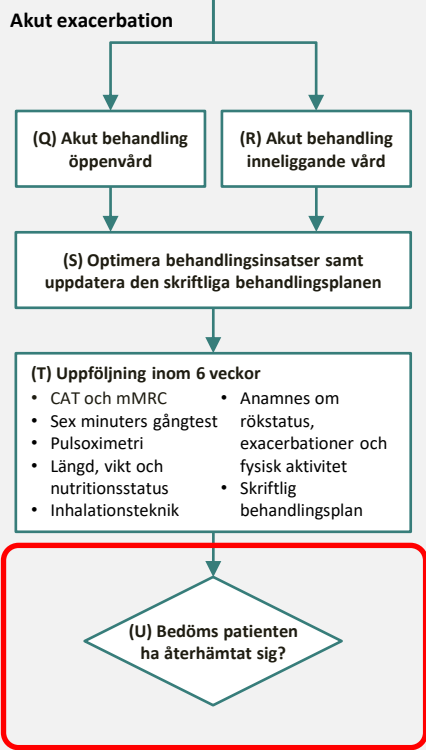 Akut exacerbation
(Q) Akut behandling
öppenvård
(R) Akut behandling
inneliggande vård
(S) Optimera behandlingsinsatser samt
uppdatera den skriftliga behandlingsplanen
(T) Uppföljning inom 6 veckor
• CAT och mMRC
• Sex minuters gångtest
• Pulsoximetri
• Längd, vikt och
nutritionsstatus
• Inhalationsteknik
• Anamnes om
rökstatus,
exacerbationer och
fysisk aktivitet
• Skriftlig
behandlingsplan
(U) Bedöms patienten
ha återhämtat sig?